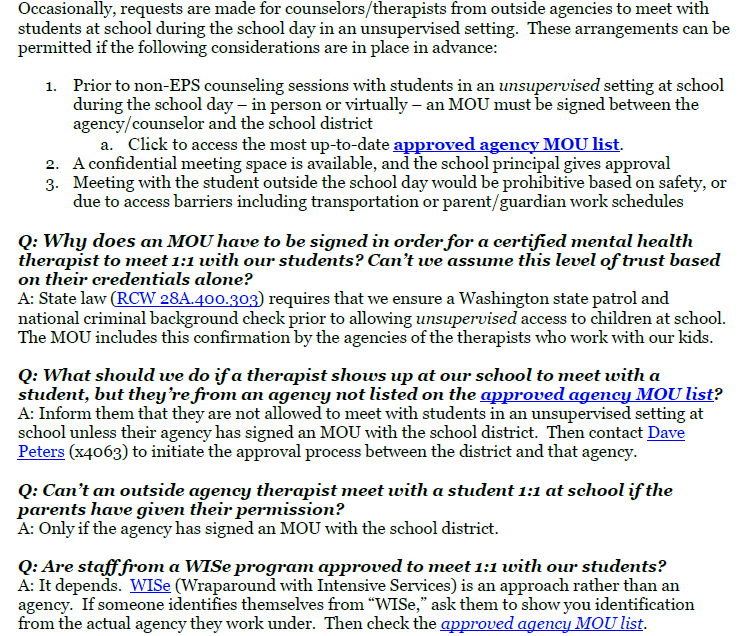 Occasionally, requests are made for counselors/therapists from outside agencies to meet with
students at school during the school day in an unsupervised setting.  These arrangements can be
permitted if the following considerations are in place in advance:
1. Prior to non-EPS counseling sessions with students in an unsupervised setting at school
during the school day – in person or virtually – an MOU must be signed between the
agency/counselor and the school district
a. Click to access the most up-to-date approved agency MOU list.
2. A confidential meeting space is available, and the school principal gives approval
3. Meeting with the student outside the school day would be prohibitive based on safety, or
due to access barriers including transportation or parent/guardian work schedules
Q: Why does an MOU have to be signed in order for a certified mental health
therapist to meet 1:1 with our students? Can't we assume this level of trust based
on their credentials alone?
A: State law (RCW 28A.400.303) requires that we ensure a Washington state patrol and
national criminal background check prior to allowing unsupervised access to children at school.
The MOU includes this confirmation by the agencies of the therapists who work with our kids.
Q: What should we do if a therapist shows up at our school to meet with a
student, but they're from an agency not listed on the approved agency MOU list?
A: Inform them that they are not allowed to meet with students in an unsupervised setting at
school unless their agency has signed an MOU with the school district.  Then contact Dave
Peters (x4063) to initiate the approval process between the district and that agency.
Q: Can't an outside agency therapist meet with a student 1:1 at school if the
parents have given their permission?
A: Only if the agency has signed an MOU with the school district.
Q: Are staff from a WISe program approved to meet 1:1 with our students?
A: It depends.  WISe (Wraparound with Intensive Services) is an approach rather than an
agency.  If someone identifies themselves from "WISe," ask them to show you identification
from the actual agency they work under.  Then check the approved agency MOU list.